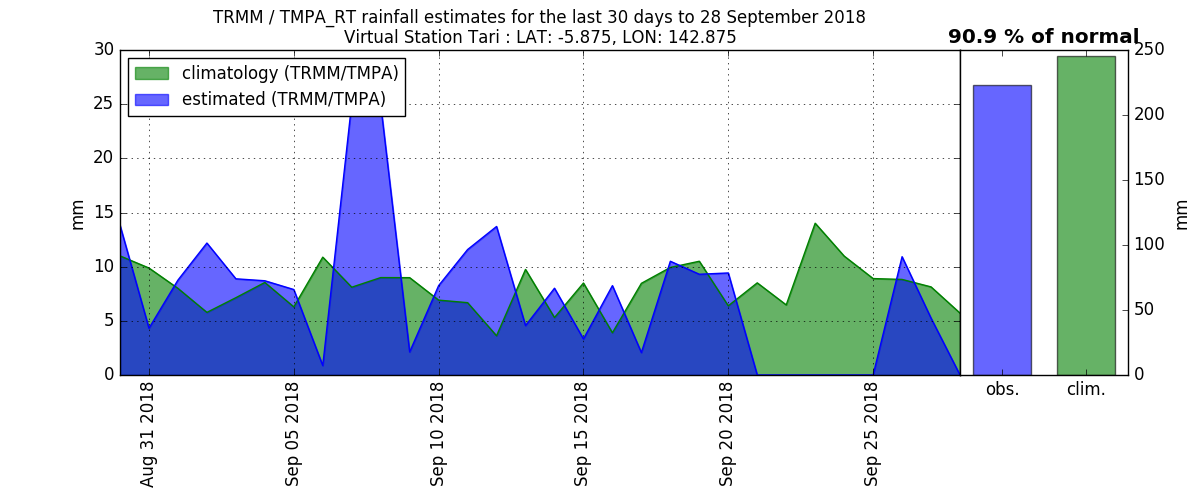 TRMM / TMPA_RT rainfall estimates for the last 30 days to 28 September 2018
Virtual Station Tari : LAT: -5.875, LON: 142.875
90.9 % of normal
climatology (TRMM/TMPA)
estimated (TRMM/TMPA)
mm
30
25
20
15
10
5
0
Aug 31 2018
Sep 05 2018
Sep 10 2018
Sep 15 2018
Sep 20 2018
Sep 25 2018
250
200
150
100
50
0
mm
obs.
clim.